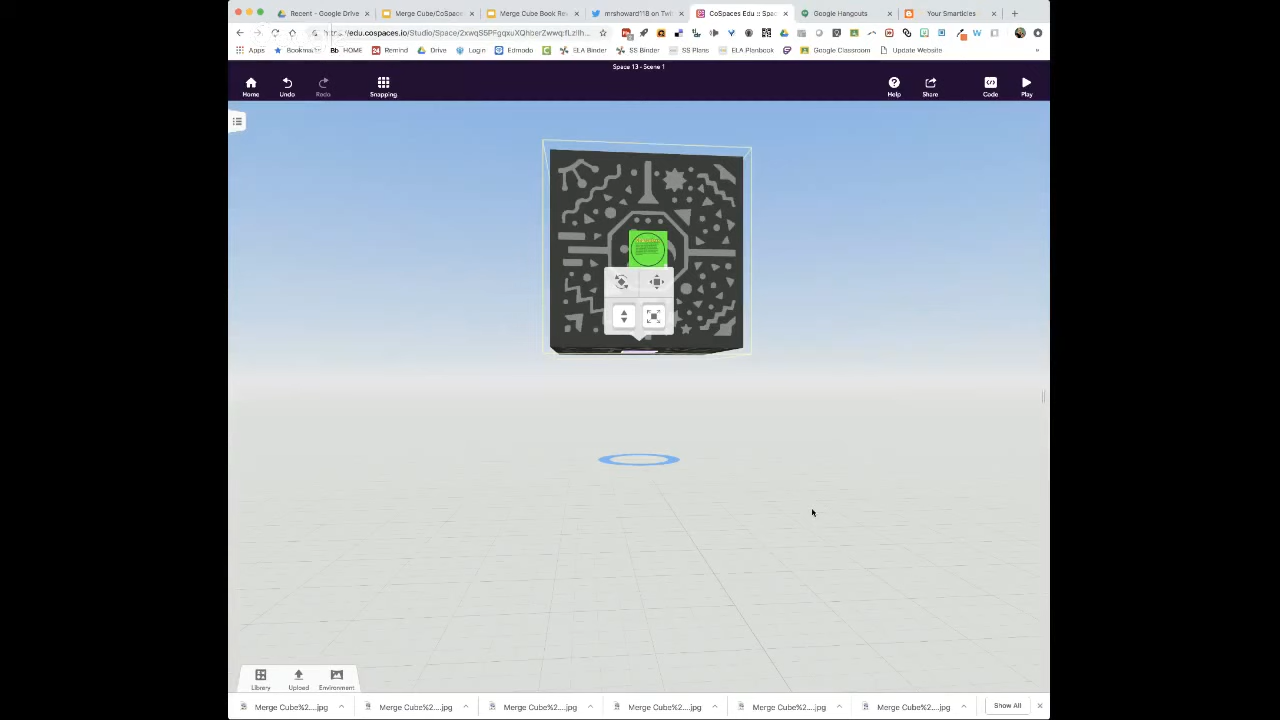 Recent - Google Drive
Merge Cube/CoSpaces
Merge Cube Book Re
mrshoward118 on Twit
CoSpaces Edu :: Spac
Google Hangouts
Your Smarticles
Apps
Bookmarks
Bb HOME
Remind
Drive
Login
Edmodo
ELA Binder
SS Binder
SS Plans
ELA Planbook
Google Classroom
Update Website
Space 13 - Scene 1
Home
Undo
Redo
Snapping
Help
Share
Code
Play
Library
Upload
Environment
Merge Cube%2....jpg
Merge Cube%2....jpg
Merge Cube%2....jpg
Merge Cube%2....jpg
Merge Cube%2....jpg
Merge Cube%2....jpg
Show All